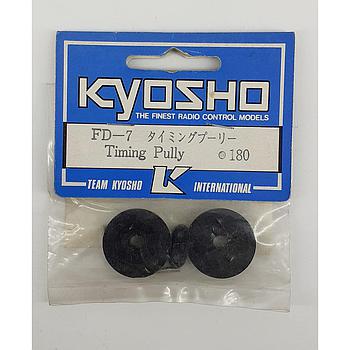 KYOSHO
THE FINEST RADIO CONTROL MODELS
FD-7 タイミングプーリー
Timing Pully 180
TEAM KYOSHO K INTERNATIONAL